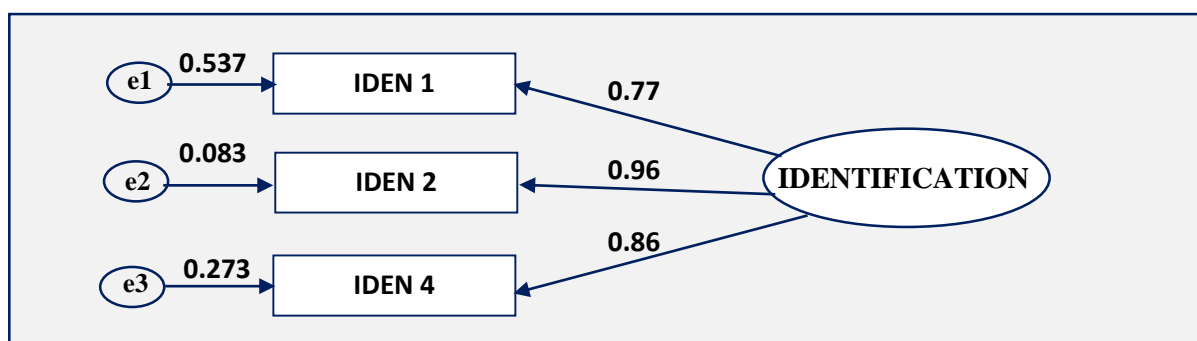 e1
0.537
IDEN 1
0.77
e2
0.083
IDEN 2
0.96
IDENTIFICATION
e3
0.273
IDEN 4
0.86